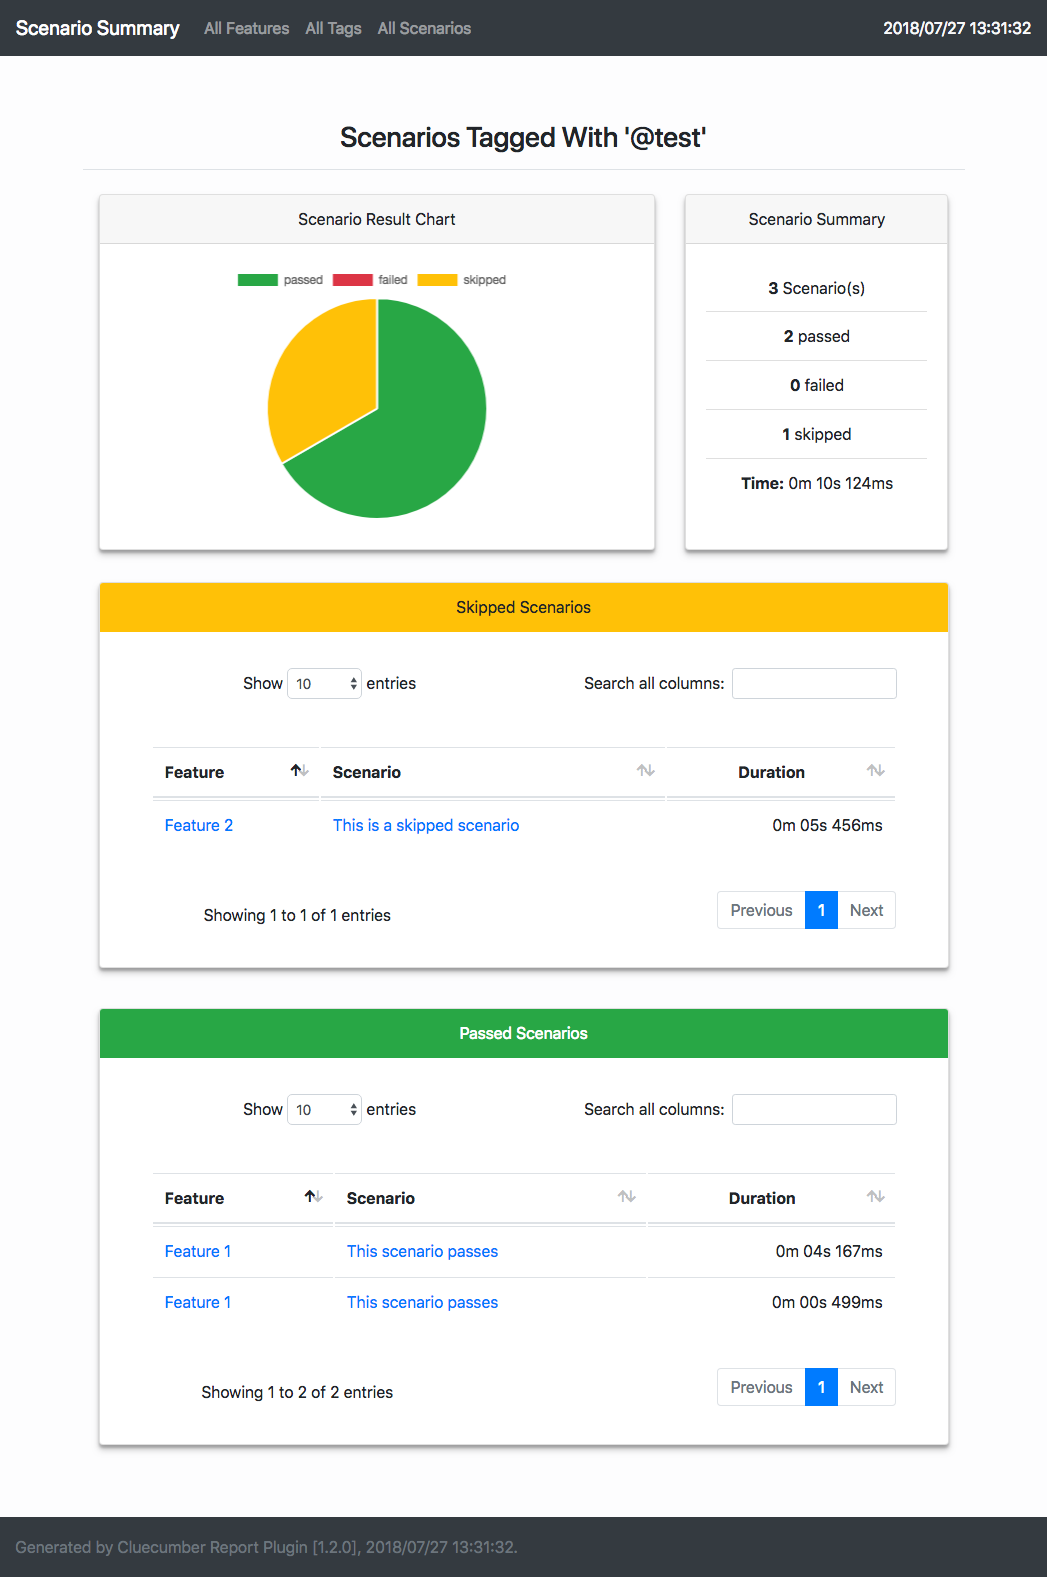 Scenario Summary All Features All Tags All Scenarios 2018/07/27 13:31:32
Scenarios Tagged With '@test'
Scenario Result Chart
passed failed skipped
Scenario Summary
3 Scenario(s)
2 passed
0 failed
1 skipped
Time: 0m 10s 124ms
Skipped Scenarios
Show 10 entries Search all columns:
Feature Scenario Duration
Feature 2 This is a skipped scenario 0m 05s 456ms
Showing 1 to 1 of 1 entries Previous 1 Next
Passed Scenarios
Show 10 entries Search all columns:
Feature Scenario Duration
Feature 1 This scenario passes 0m 04s 167ms
Feature 1 This scenario passes 0m 00s 499ms
Showing 1 to 2 of 2 entries Previous 1 Next
Generated by Cluecumber Report Plugin [1.2.0], 2018/07/27 13:31:32.